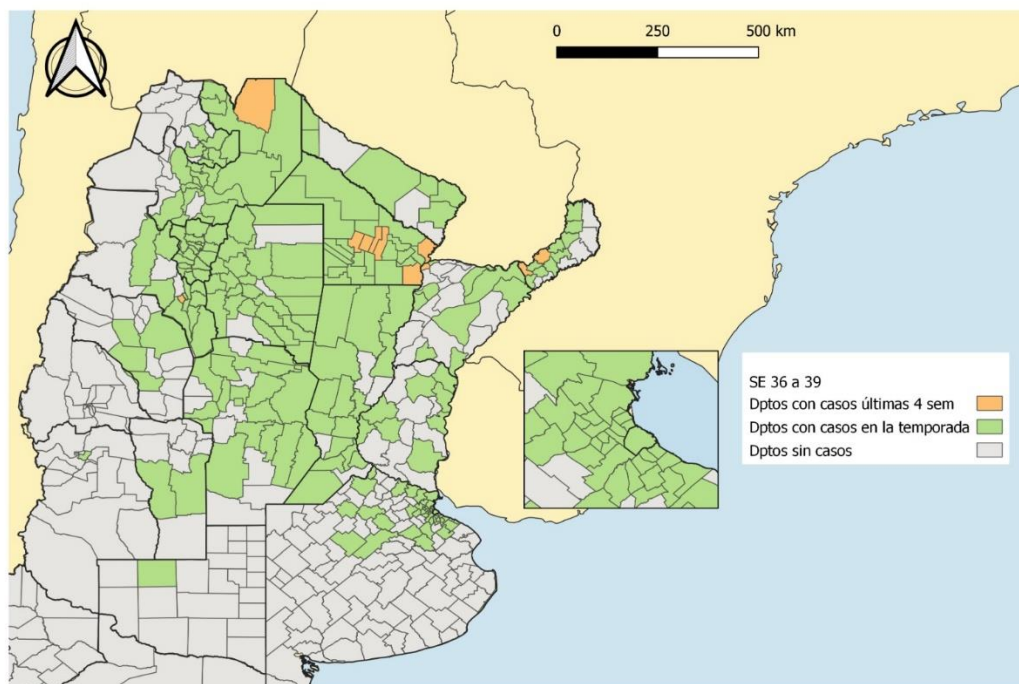 0 250 500 km
SE 36 a 39
Dptos con casos últimas 4 sem
Dptos con casos en la temporada
Dptos sin casos